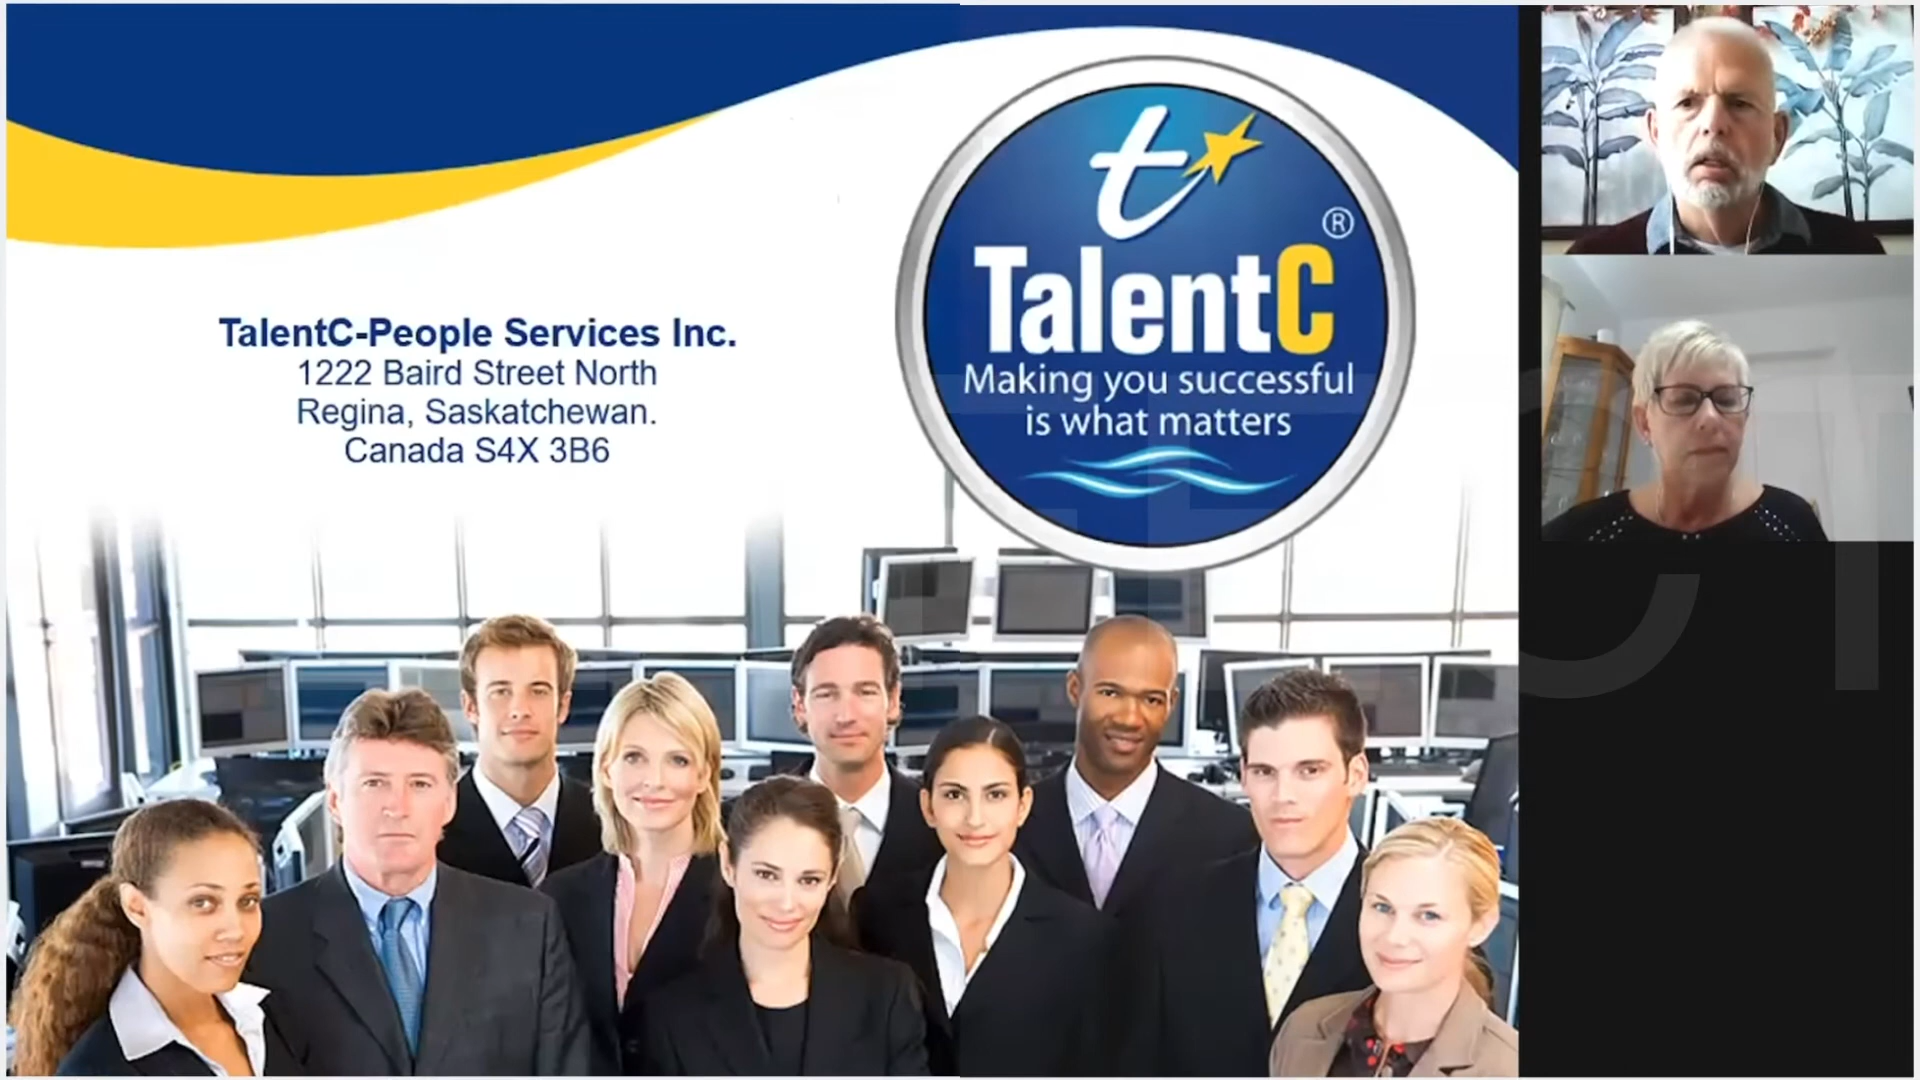 TalentC-People Services Inc.
1222 Baird Street North
Regina, Saskatchewan.
Canada S4X 3B6
t
®
TalentC
Making you successful
is what matters